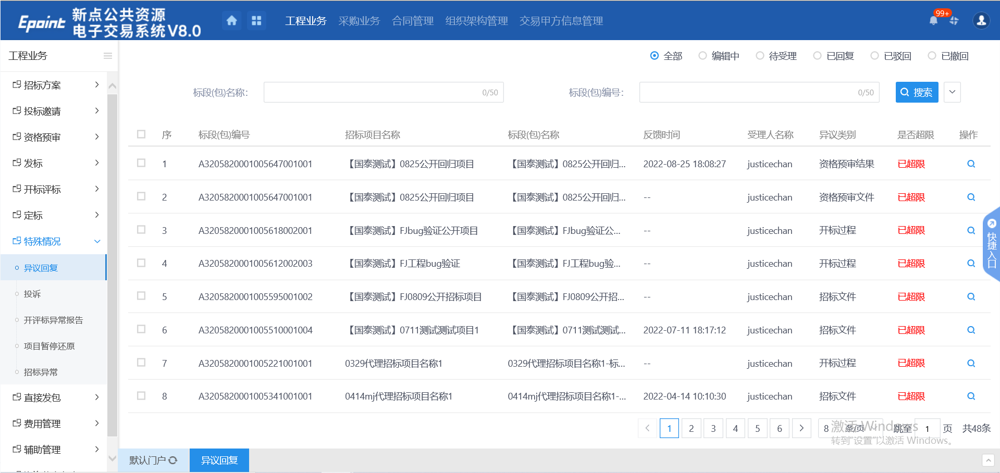 Epoint 新点公共资源
电子交易系统V8.0
工程业务 采购业务 合同管理 组织架构管理 交易甲方信息管理
99+
工程业务
全部 编辑中 待受理 已回复 已驳回 已撤回
招标方案
投标邀请
资格预审
发标
开标评标
定标
特殊情况
异议回复
投诉
开评标异常报告
项目暂停还原
招标异常
直接发包
费用管理
辅助管理
标段(包)名称: 0/50 标段(包)编号: 0/50 搜索
序 标段(包)编号 招标项目名称 标段(包)名称 反馈时间 受理人名称 异议类别 是否超限 操作
1 A3205820001005647001001 【国泰测试】0825公开回归项目 【国泰测试】0825公开回归... 2022-08-25 18:08:27 justicechan 资格预审结果 已超限
2 A3205820001005647001001 【国泰测试】0825公开回归项目 【国泰测试】0825公开回归... -- justicechan 资格预审文件 已超限
3 A3205820001005618002001 【国泰测试】FJbug验证公开项目 【国泰测试】FJbug验证公... -- justicechan 开标过程 已超限
4 A3205820001005612002003 【国泰测试】FJ工程bug验证 【国泰测试】FJ工程bug验... -- justicechan 开标过程 已超限
5 A3205820001005595001002 【国泰测试】FJ0809公开招标项目 【国泰测试】FJ0809公开招... -- justicechan 招标文件 已超限
6 A3205820001005510001004 【国泰测试】0711测试测试项目1 【国泰测试】0711测试测试... 2022-07-11 18:17:12 justicechan 招标文件 已超限
7 A3205820001005221001001 0329代理招标项目名称1 0329代理招标项目名称1-标... -- justicechan 开标过程 已超限
8 A3205820001005341001001 0414mj代理招标项目名称1 0414mj代理招标项目名称1-... 2022-04-14 10:10:30 justicechan 招标文件 已超限
快捷入口
1 2 3 4 5 6 8 条/页 跳至 1 页 共48条
激活 Windows
转到“设置”以激活 Windows。
默认门户 异议回复